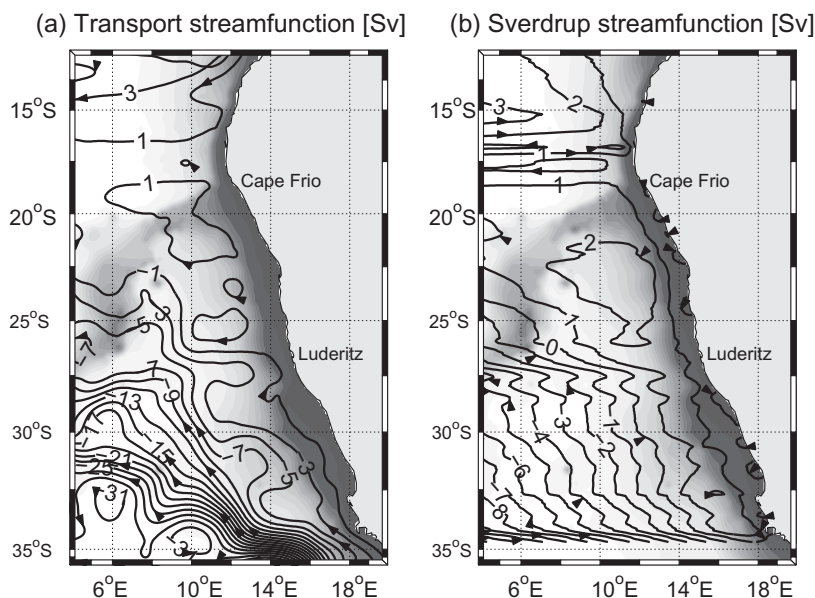 (a) Transport streamfunction [Sv]
(b) Sverdrup streamfunction [Sv]
15°S
20°S
25°S
30°S
35°S
6°E
10°E
14°E
18°E
Cape Frio
Luderitz
3
1
1
-1
-3
-5
-7
-7
-9
-13
-15
-21
-25
-31
-7
-5
-3
15°S
20°S
25°S
30°S
35°S
6°E
10°E
14°E
18°E
Cape Frio
Luderitz
-3
-2
1
1
-2
-1
0
-1
-2
-3
-4
-6
-7
-8